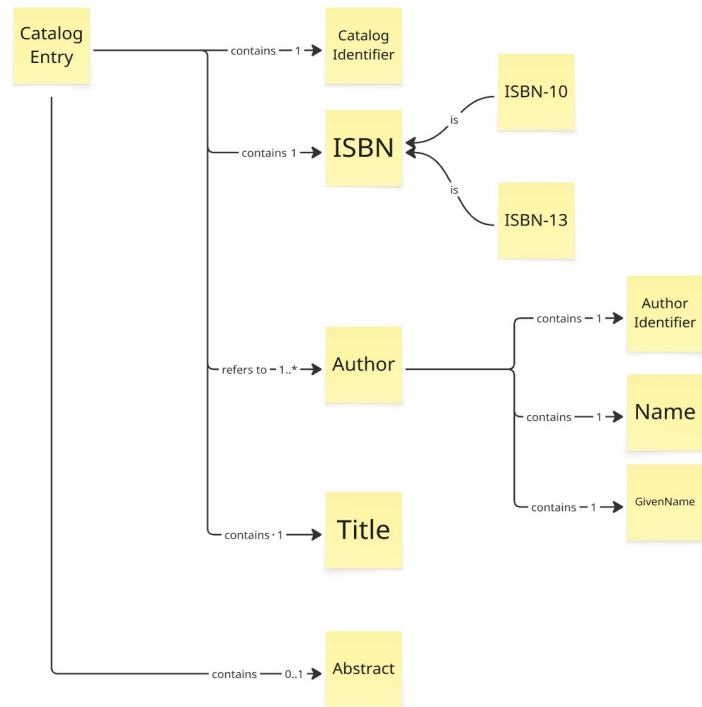 Catalog
Entry
contains 1
Catalog
Identifier
contains 1
ISBN
ISBN-10
is
is
ISBN-13
refers to 1..*
Author
contains 1
Author
Identifier
contains 1
Name
contains 1
GivenName
contains 1
Title
contains 0..1
Abstract